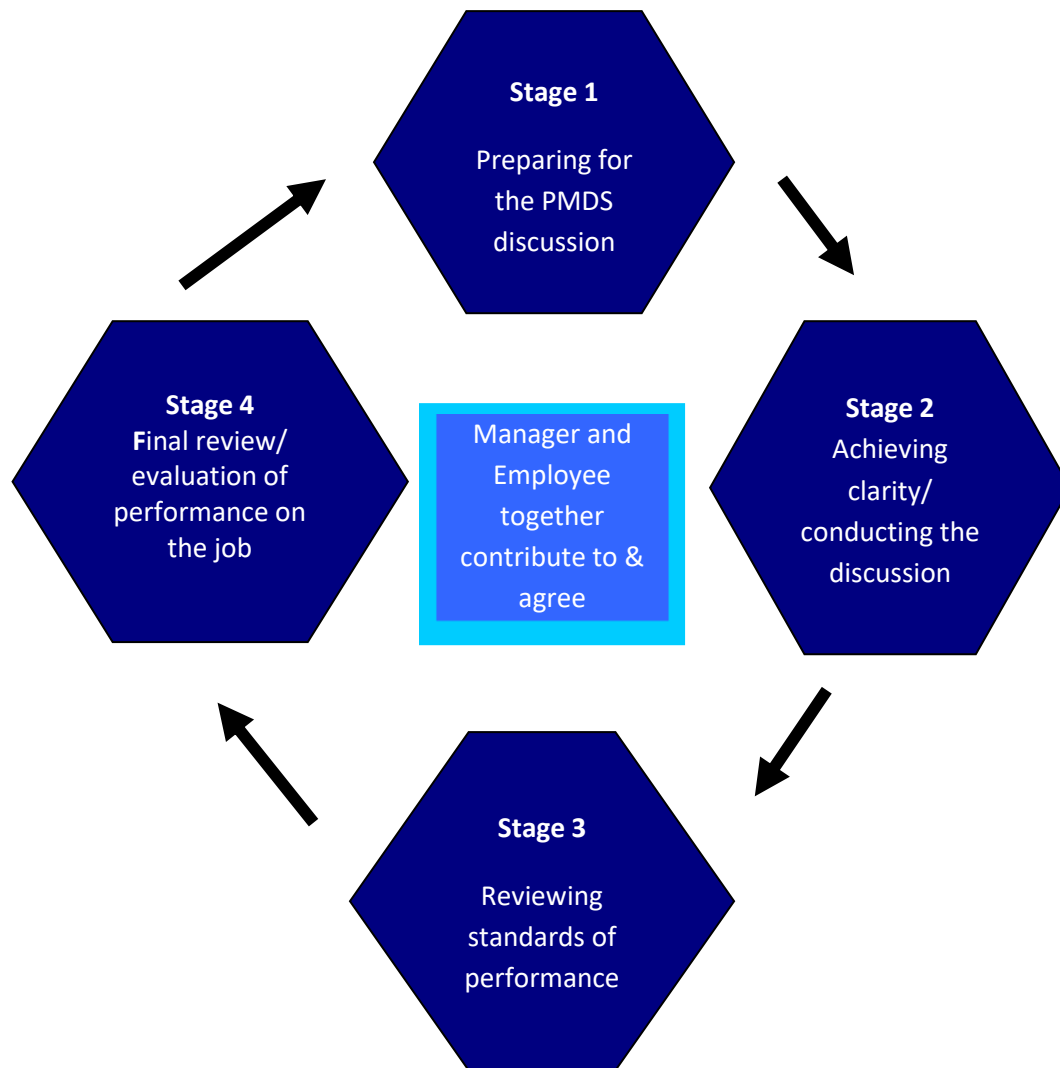 Stage 1
Preparing for
the PMDS
discussion
Stage 2
Achieving
clarity/
conducting the
discussion
Stage 3
Reviewing
standards of
performance
Stage 4
Final review/
evaluation of
performance on
the job
Manager and
Employee
together
contribute to &
agree